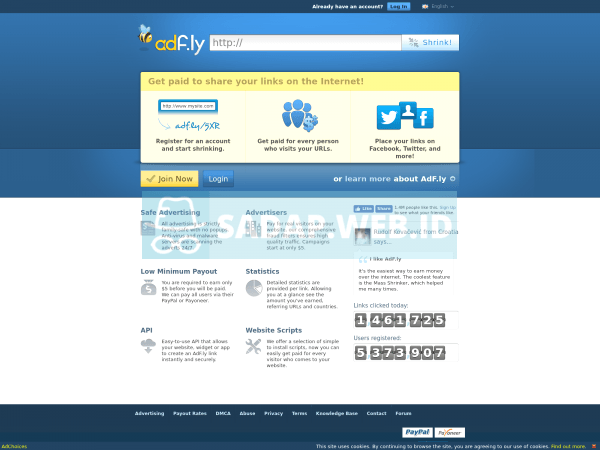 Already have an account? Log In English
adf.ly http:// Shrink!
Get paid to share your links on the Internet!
http://www.mysite.com
adfly/5XR
Register for an account
and start shrinking.
Get paid for every person
who visits your URLs.
Place your links on
Facebook, Twitter, and
more!
Join Now Login or learn more about AdF.ly
Safe Advertising
All advertising is strictly
family-safe with no popups.
Antivirus and malware
servers are scanning the
adverts 24/7.
Advertisers
Pay for real visitors on your
website, our comprehensive
fraud filters ensures high
quality traffic. Campaigns
start at only $5.
Like Share 1.4M people like this. Sign Up
to see what your friends like.
Kovačević from Croatia
says...
I like AdF.ly
It's the easiest way to earn money
over the internet. The coolest feature
is the Mass Shrinker, which helped
me many times.
Low Minimum Payout
You are required to earn only
$5 before you will be paid.
We can pay all users via their
PayPal or Payoneer.
Statistics
Detailed statistics are
provided per link. Allowing
you at a glance see the
amount you've earned,
referring URLs and countries.
Links clicked today:
1461725
Users registered:
5373907
API
Easy-to-use API that allows
your website, widget or app
to create an AdF.ly link
instantly and securely.
Website Scripts
We offer a selection of simple
to install scripts, now you can
easily get paid for every
visitor who comes to your
website.
Advertising Payout Rates DMCA Abuse Privacy Terms Knowledge Base Contact Forum
PayPal Payoneer
AdChoices
This site uses cookies. By continuing to browse the site, you are agreeing to our use of cookies. Find out more.